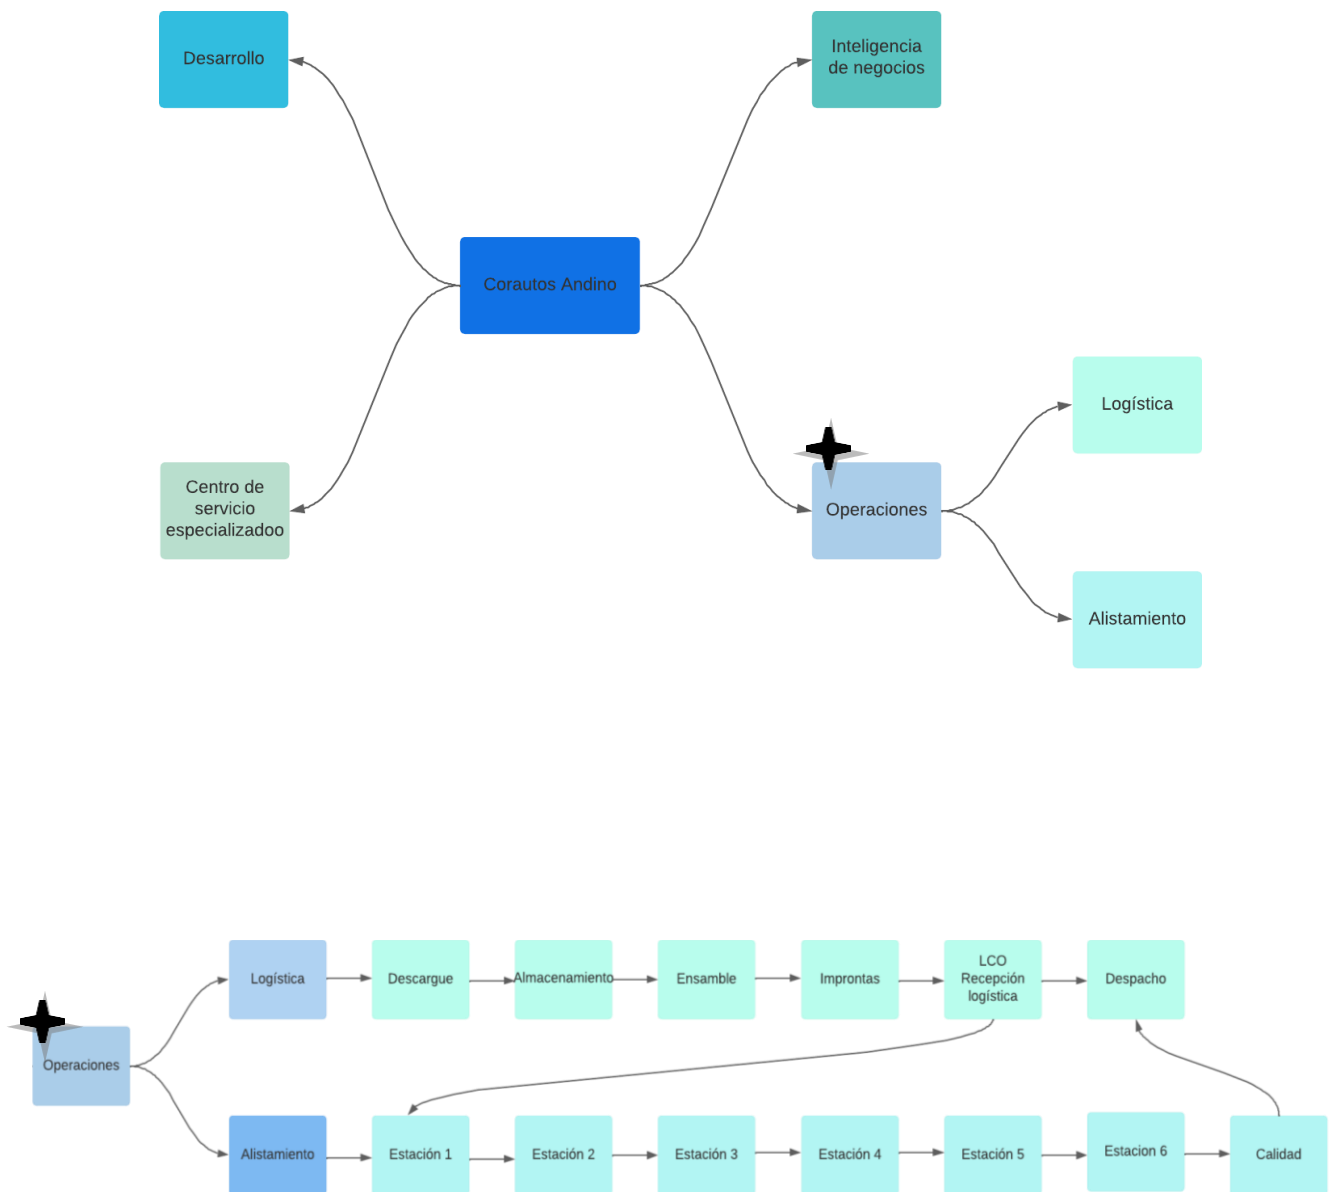 Desarrollo
Inteligencia
de negocios
Corautos Andino
Logística
Centro de
servicio
especializadoo
Operaciones
Alistamiento
Logística
Descargue
Almacenamiento
Ensamble
Improntas
LCO
Recepción
logística
Despacho
Operaciones
Alistamiento
Estación 1
Estación 2
Estación 3
Estación 4
Estación 5
Estacion 6
Calidad